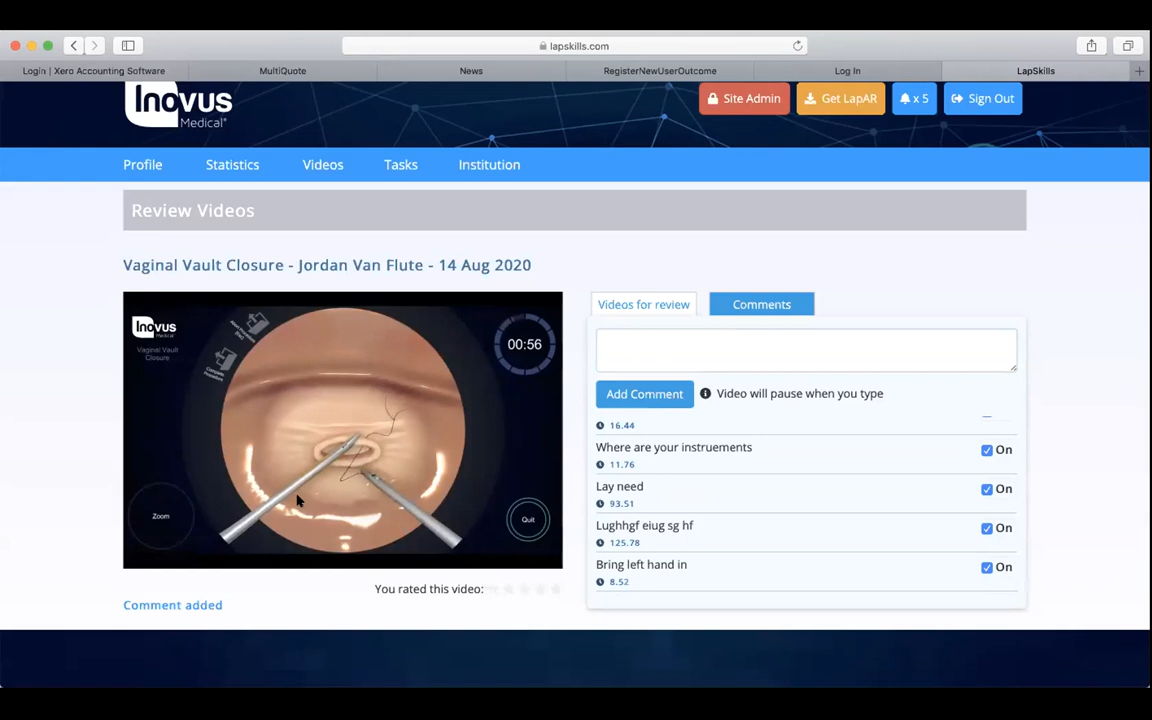 lapskills.com
Login | Xero Accounting Software
MultiQuote
News
RegisterNewUserOutcome
Log In
LapSkills
Inovus
Medical
Site Admin
Get LapAR
x 5
Sign Out
Profile
Statistics
Videos
Tasks
Institution
Review Videos
Vaginal Vault Closure - Jordan Van Flute - 14 Aug 2020
Inovus
Medical
Vaginal Vault
Closure
Complete
Procedure
00:56
Zoom
Quit
You rated this video:
Comment added
Videos for review
Comments
Add Comment
Video will pause when you type
16.44
Where are your instruements
On
11.76
Lay need
On
93.51
Lughhgf eiug sg hf
On
125.78
Bring left hand in
On
8.52